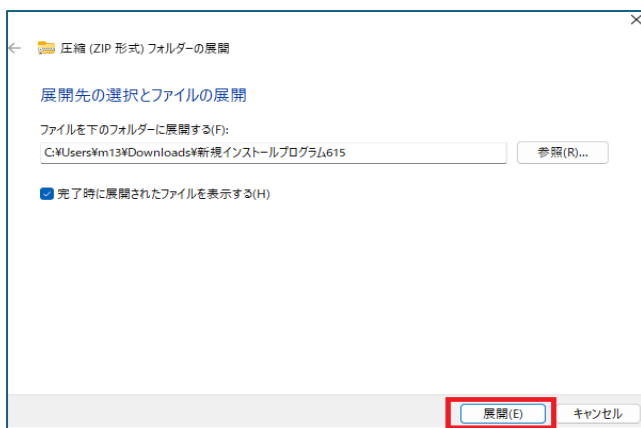 圧縮 (ZIP 形式) フォルダーの展開
展開先の選択とファイルの展開
ファイルを下のフォルダーに展開する(F):
C:¥Users¥m13¥Downloads¥新規インストールプログラム615
参照(R)...
完了時に展開されたファイルを表示する(H)
展開(E)
キャンセル